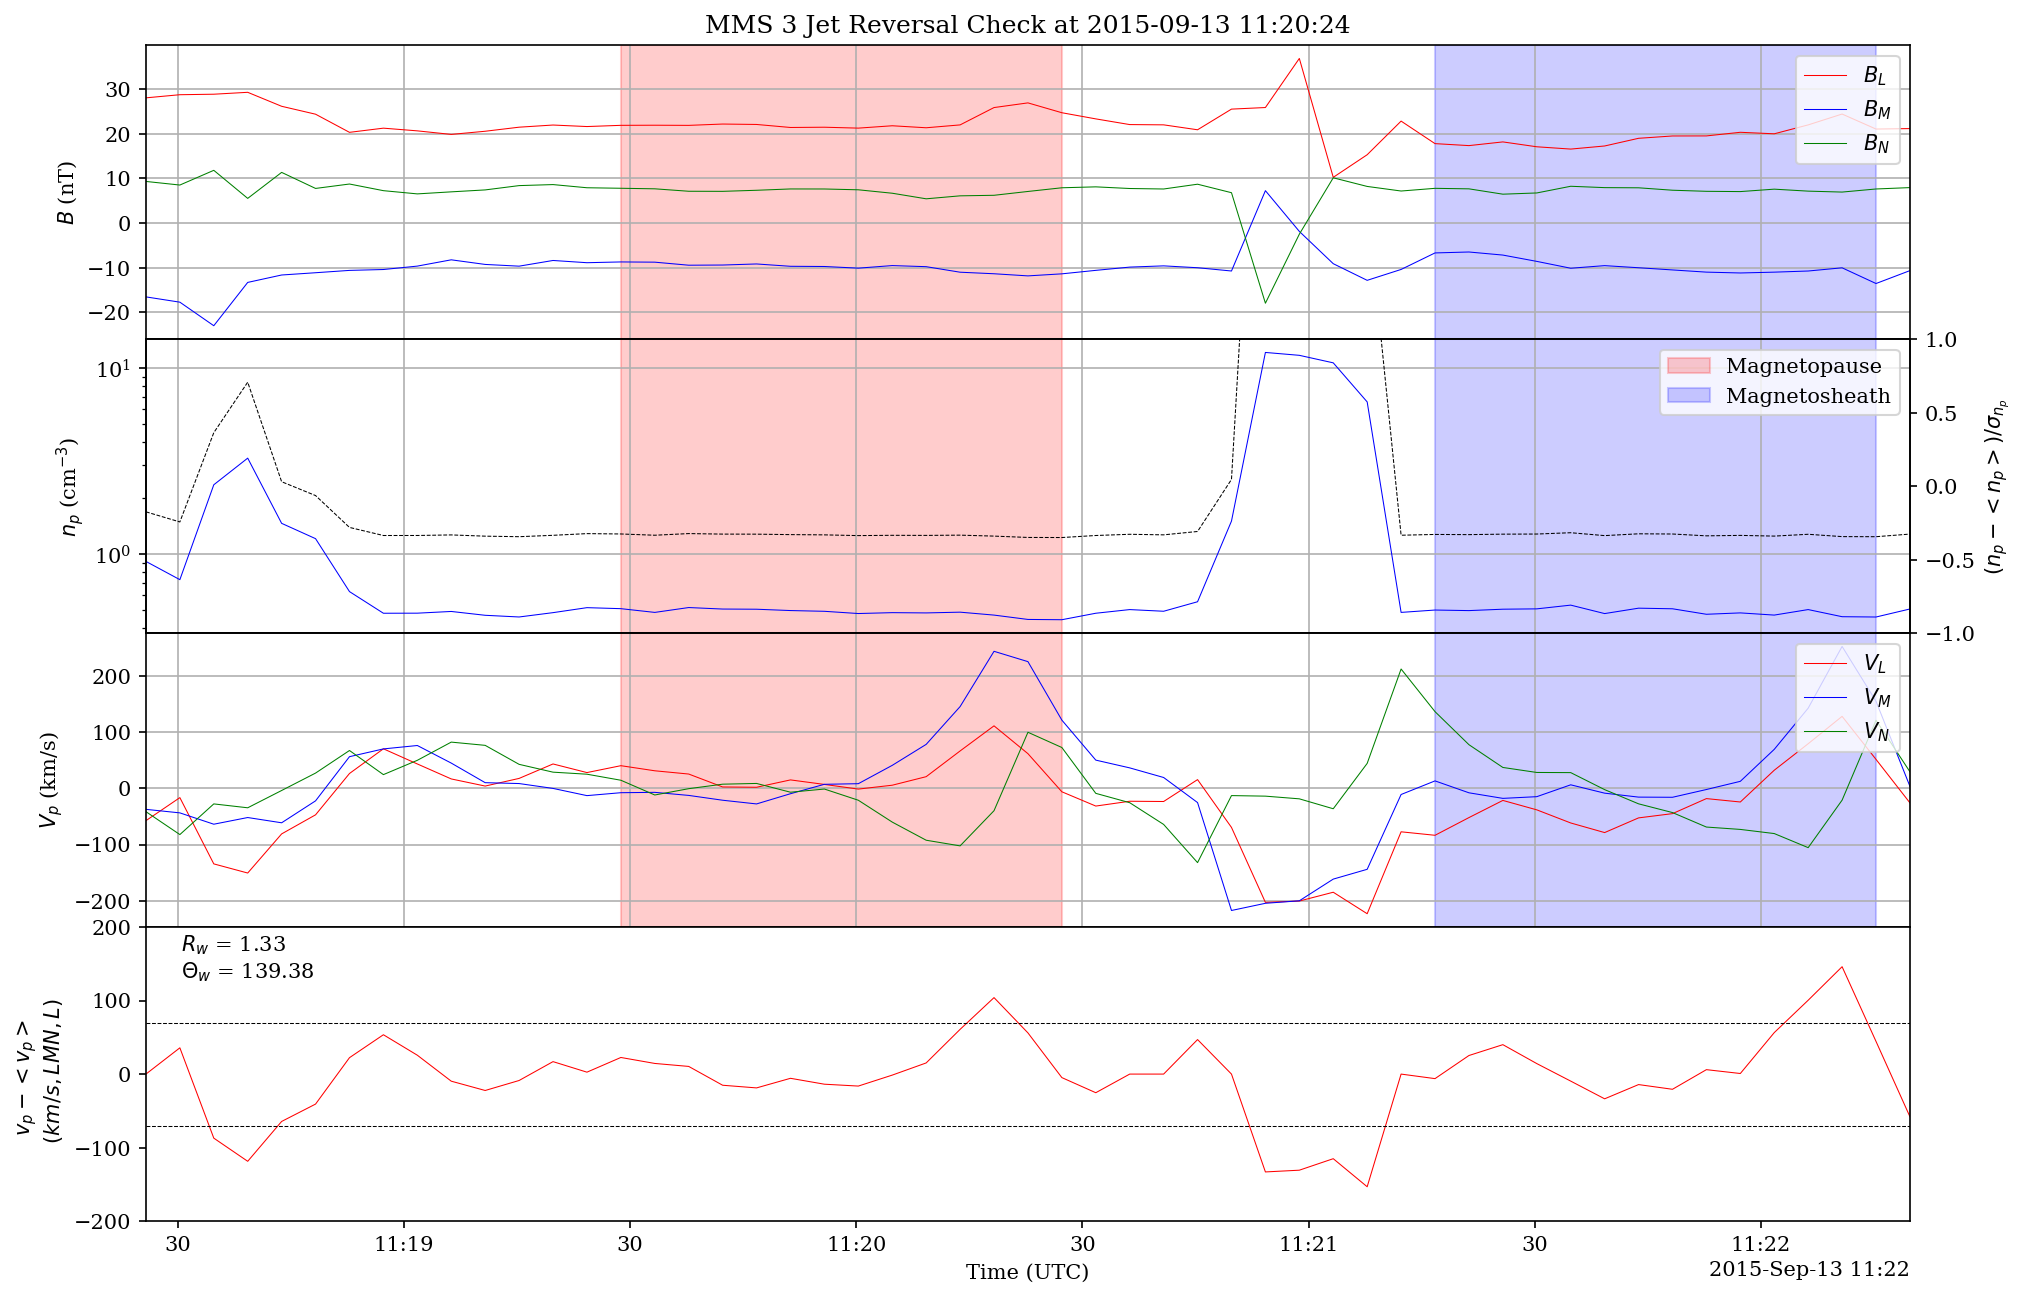 MMS 3 Jet Reversal Check at 2015-09-13 11:20:24
30
20
10
0
−10
−20
B (nT)
B_L
B_M
B_N
10^1
10^0
n_p (cm^−3)
1.0
0.5
0.0
−0.5
−1.0
(n_p − < n_p >)/σ_{n_p}
Magnetopause
Magnetosheath
200
100
0
−100
−200
V_p (km/s)
V_L
V_M
V_N
200
100
0
−100
−200
v_p − < v_p >
(km/s, LMN, L)
R_w = 1.33
Θ_w = 139.38
30 11:19 30 11:20 30 11:21 30 11:22
Time (UTC)
2015-Sep-13 11:22